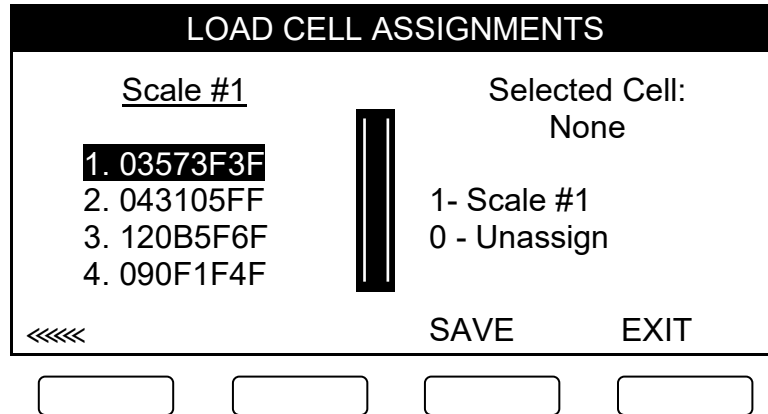 LOAD CELL ASSIGNMENTS
Scale #1
1. 03573F3F
2. 043105FF
3. 120B5F6F
4. 090F1F4F
Selected Cell:
None
1- Scale #1
0 - Unassign
<<<<<< SAVE EXIT